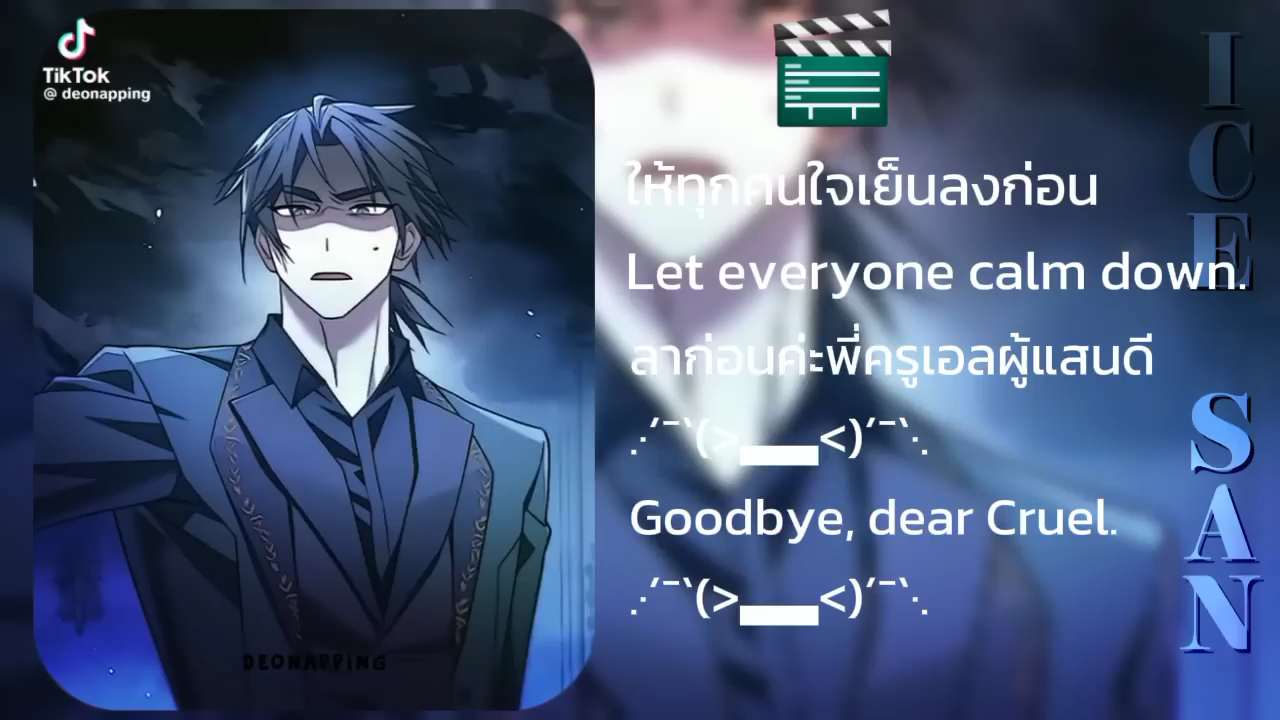 TikTok
@ deonapping
ให้ทุกคนใจเย็นลงก่อน
Let everyone calm down.
ลาก่อนค่ะพี่ครูเอลผู้แสนดี
.·´¯`(>▂▂<)´¯`·.
Goodbye, dear Cruel.
.·´¯`(>▂▂<)´¯`·.
DEONAPPING
ICE
SAN